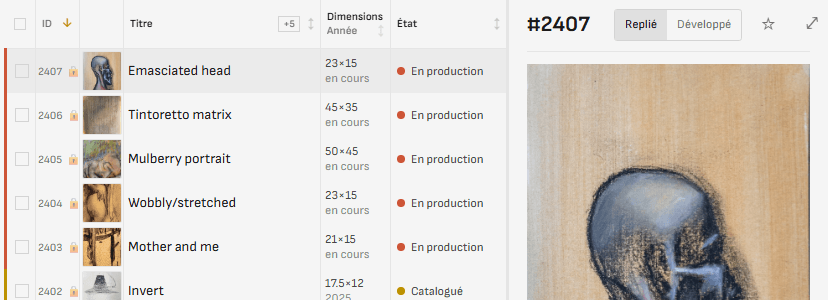 ID Titre +5 Dimensions Année État
2407 Emasciated head 23×15 en cours En production
2406 Tintoretto matrix 45×35 en cours En production
2405 Mulberry portrait 50×45 en cours En production
2404 Wobbly/stretched 23×15 en cours En production
2403 Mother and me 21×15 en cours En production
2402 Invert 17.5×12 2025 Catalogué
#2407 Replié Développé